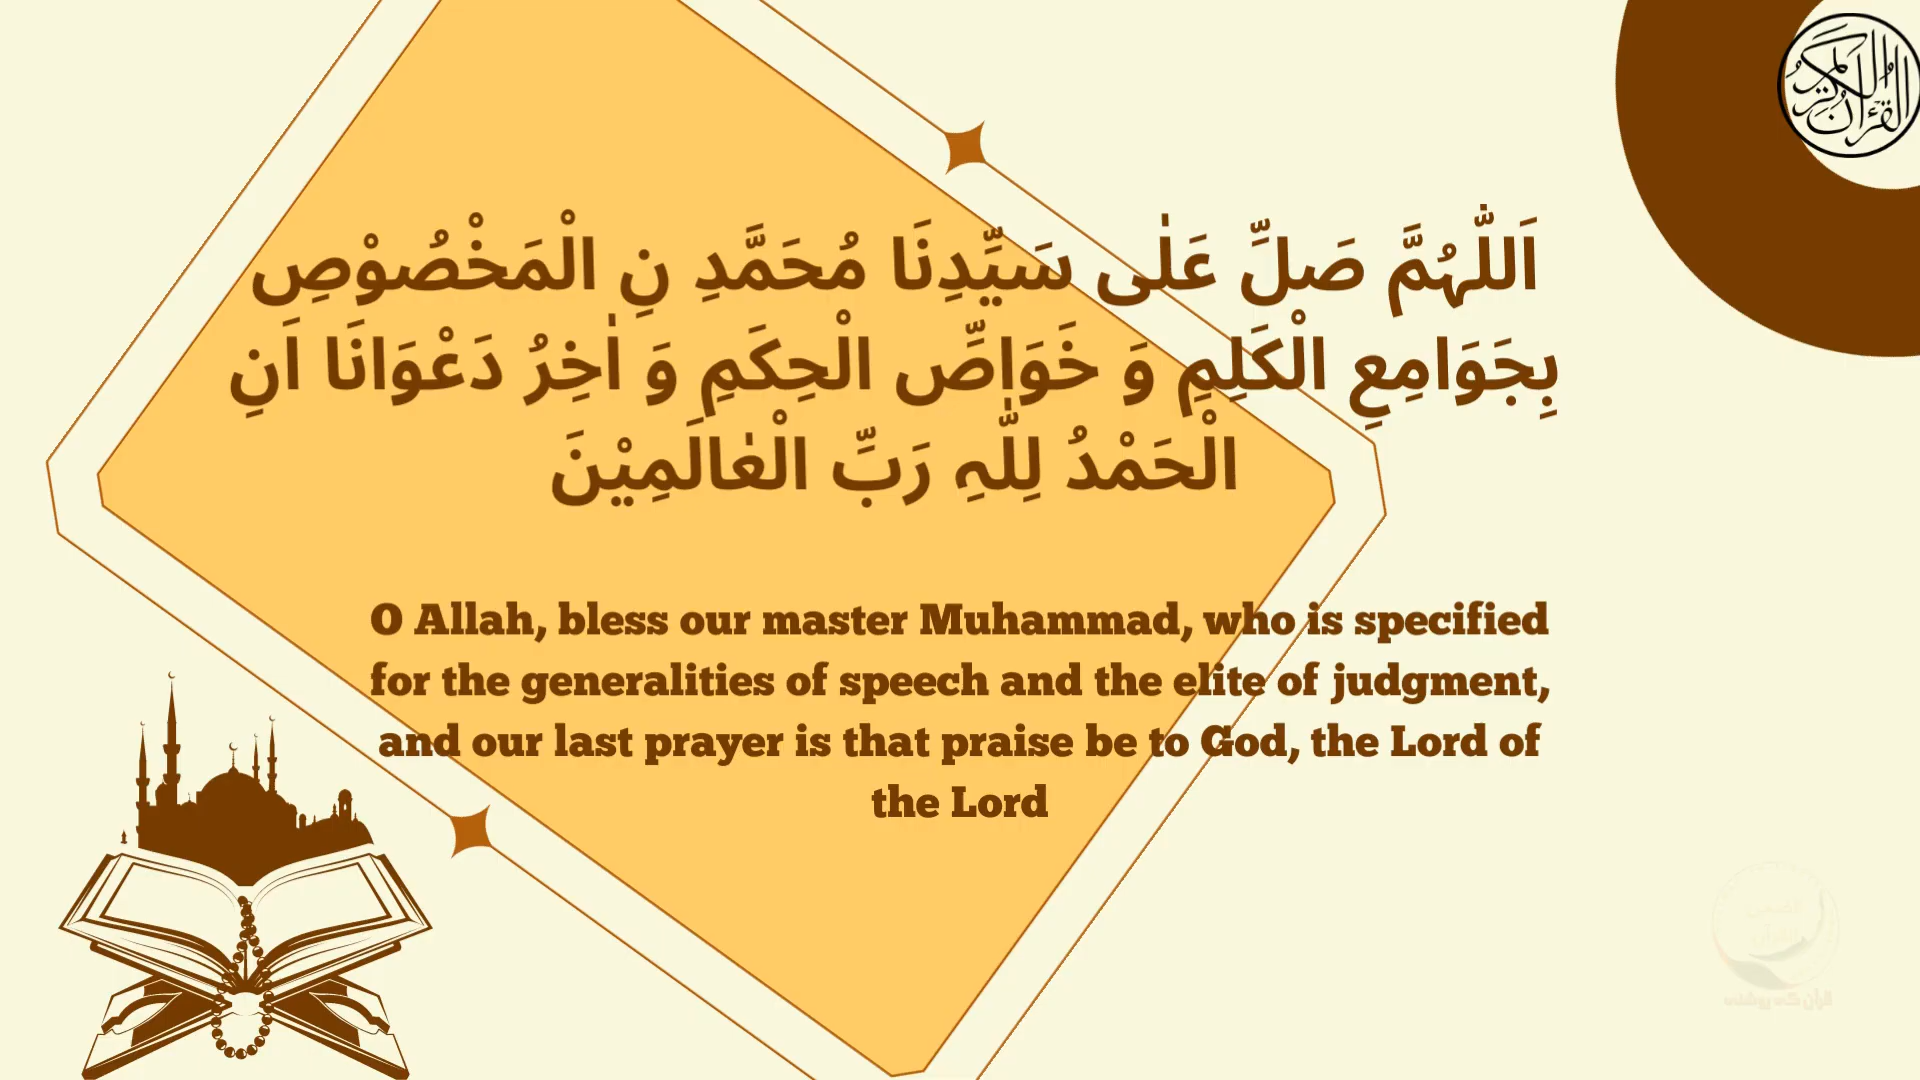 القرآن الكريم
اَللّٰہُمَّ صَلِّ عَلٰی سَیِّدِنَا مُحَمَّدِ نِ الْمَخْصُوْصِ
بِجَوَامِعِ الْکَلِمِ وَ خَوَاصِّ الْحِکَمِ وَ اٰخِرُ دَعْوَانَا اَنِ
الْحَمْدُ لِلّٰہِ رَبِّ الْعٰالَمِیْنَ
O Allah, bless our master Muhammad, who is specified
for the generalities of speech and the elite of judgment,
and our last prayer is that praise be to God, the Lord of
the Lord